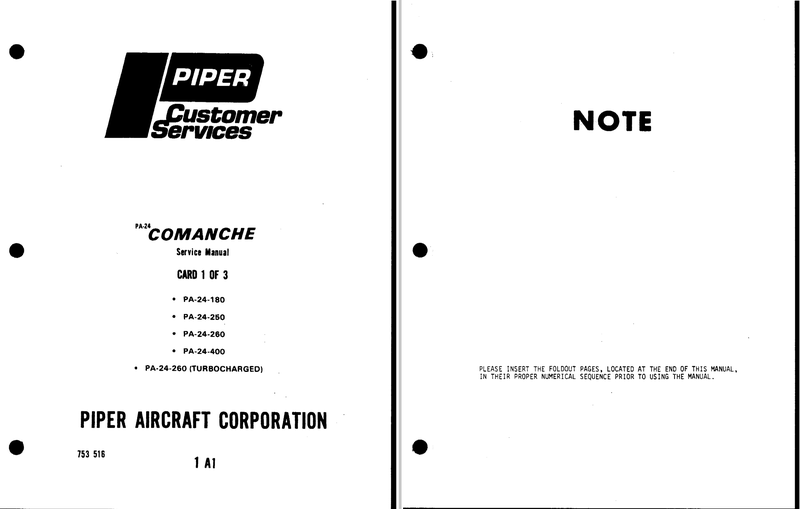 PIPER
Customer
Services
PA-24 COMANCHE
Service Manual
CARD 1 OF 3
• PA-24-180
• PA-24-250
• PA-24-260
• PA-24-400
• PA-24-260 (TURBOCHARGED)
PIPER AIRCRAFT CORPORATION
753 516
1 A1
NOTE
PLEASE INSERT THE FOLDOUT PAGES, LOCATED AT THE END OF THIS MANUAL,
IN THEIR PROPER NUMERICAL SEQUENCE PRIOR TO USING THE MANUAL.